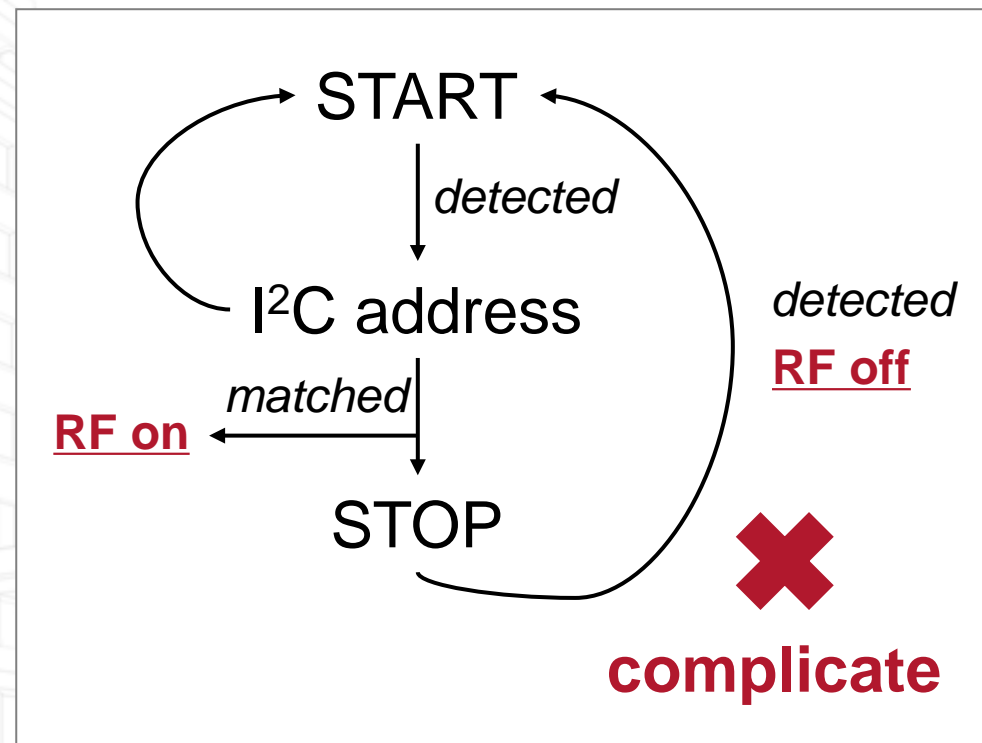 START
detected
I²C address
detected
RF off
matched
RF on
STOP
complicate